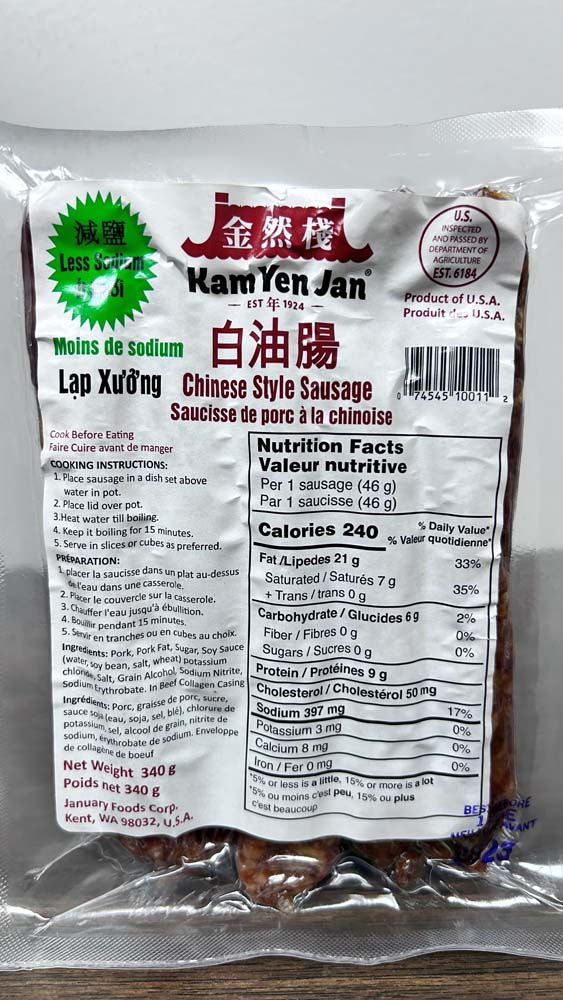 減鹽
Less Sodium
Moins de sodium
金然棧
Kam Yen Jan®
EST 年 1924
白油腸
Lạp Xưởng
Chinese Style Sausage
Saucisse de porc à la chinoise
U.S.
INSPECTED
AND PASSED BY
DEPARTMENT OF
AGRICULTURE
EST. 6184
Product of U.S.A.
Produit des U.S.A.
0 74545 10011 2
Cook Before Eating
Faire Cuire avant de manger
COOKING INSTRUCTIONS:
1. Place sausage in a dish set above
water in pot.
2. Place lid over pot.
3.Heat water till boiling.
4. Keep it boiling for 15 minutes.
5. Serve in slices or cubes as preferred.
PRÉPARATION:
1. placer la saucisse dans un plat au-dessus
de l'eau dans une casserole.
2. Placer le couvercle sur la casserole.
3. Chauffer l'eau jusqu'à ébullition.
4. Bouillir pendant 15 minutes.
5. Servir en tranches ou en cubes au choix.
Ingredients: Pork, Pork Fat, Sugar, Soy Sauce
(water, soy bean, salt, wheat) potassium
chloride, Salt, Grain Alcohol, Sodium Nitrite,
Sodium Erythrobate. In Beef Collagen Casing
Ingrédients: Porc, graisse de porc, sucre,
sauce soja (eau, soja, sel, blé), chlorure de
potassium, sel, alcool de grain, nitrite de
sodium, érythrobate de sodium. Enveloppe
de collagène de boeuf
Net Weight 340 g
Poids net 340 g
January Foods Corp.
Kent, WA 98032, U.S.A.
Nutrition Facts
Valeur nutritive
Per 1 sausage (46 g)
Par 1 saucisse (46 g)
Calories 240 % Daily Value*
% Valeur quotidienne*
Fat /Lipedes 21 g 33%
Saturated / Saturés 7 g
+ Trans / trans 0 g 35%
Carbohydrate / Glucides 6 g 2%
Fiber / Fibres 0 g 0%
Sugars / Sucres 0 g 0%
Protein / Protéines 9 g
Cholesterol / Cholestérol 50 mg
Sodium 397 mg 17%
Potassium 3 mg 0%
Calcium 8 mg 0%
Iron / Fer 0 mg 0%
*5% or less is a little, 15% or more is a lot
*5% ou moins c'est peu, 15% ou plus
c'est beaucoup